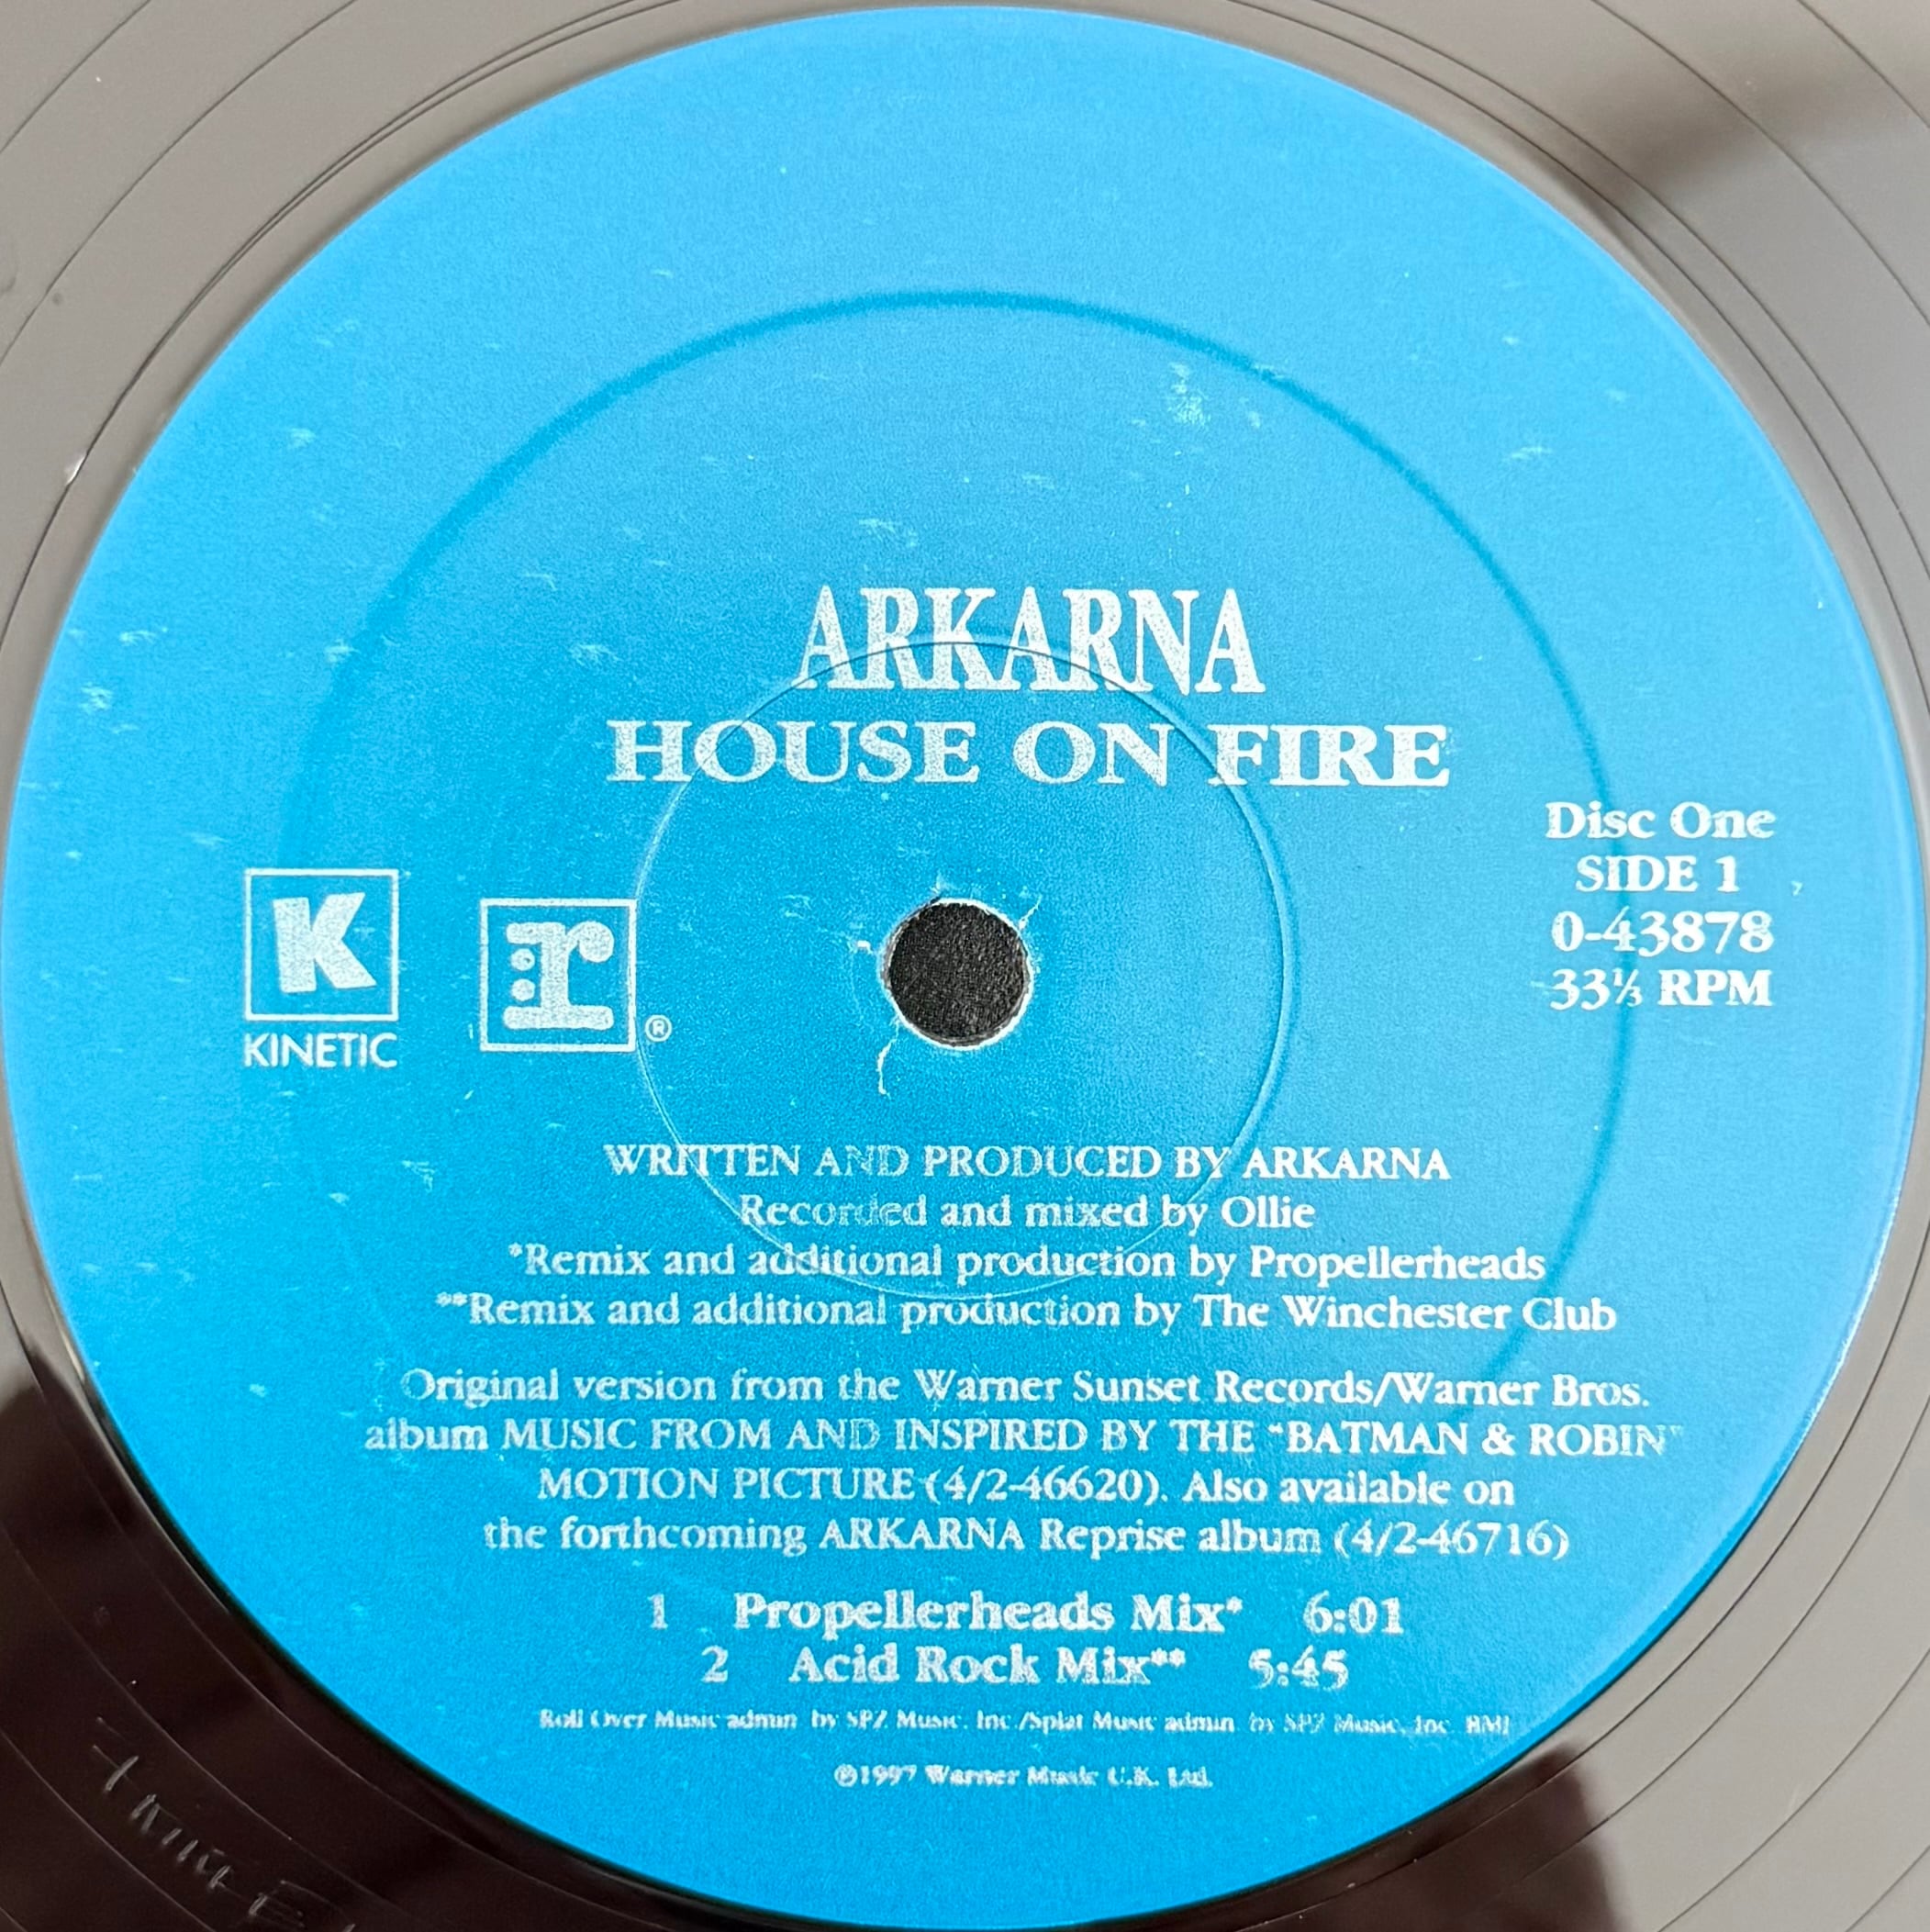 ARKARNA
HOUSE ON FIRE
Disc One
SIDE 1
0-43878
33⅓ RPM
K
KINETIC
r
®
WRITTEN AND PRODUCED BY ARKARNA
Recorded and mixed by Ollie
*Remix and additional production by Propellerheads
**Remix and additional production by The Winchester Club
Original version from the Warner Sunset Records/Warner Bros.
album MUSIC FROM AND INSPIRED BY THE "BATMAN & ROBIN"
MOTION PICTURE (4/2-46620). Also available on
the forthcoming ARKARNA Reprise album (4/2-46716)
1 Propellerheads Mix* 6:01
2 Acid Rock Mix** 5:45
Roll Over Music admin. by SPZ Music, Inc./Splat Music admin. by SPZ Music, Inc. BMI
℗1997 Warner Music U.K. Ltd.